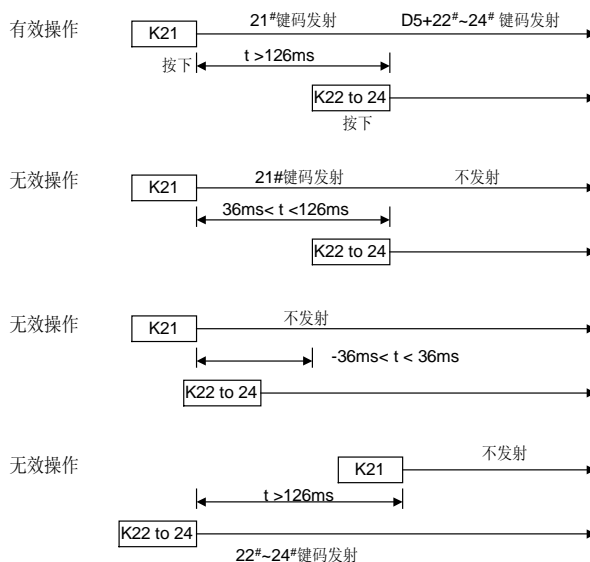 有效操作 K21 21#键码发射 D5+22#~24# 键码发射
按下 t >126ms
K22 to 24
按下
无效操作 K21 21#键码发射 不发射
36ms< t <126ms
K22 to 24
无效操作 K21 不发射
-36ms< t < 36ms
K22 to 24
无效操作 K21 不发射
t >126ms
K22 to 24
22#~24#键码发射